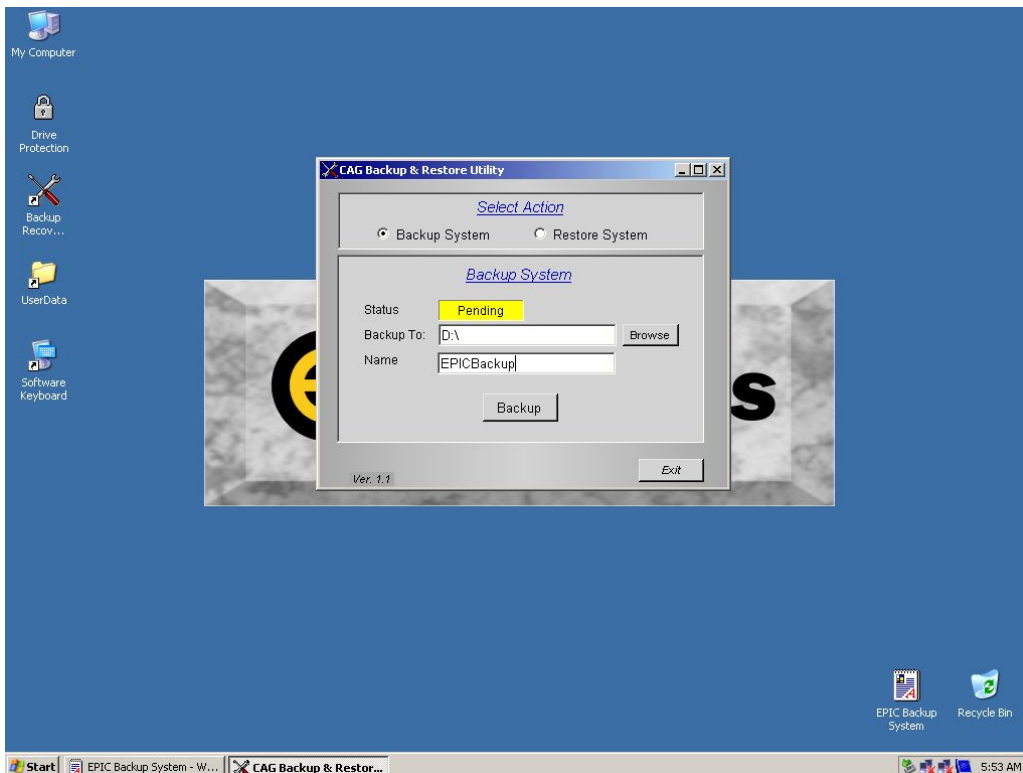 My Computer
Drive
Protection
Backup
Recov...
UserData
Software
Keyboard
CAG Backup & Restore Utility
Select Action
Backup System
Restore System
Backup System
Status
Pending
Backup To:
D:\
Browse
Name
EPICBackup
Backup
Ver. 1.1
Exit
s
EPIC Backup
System
Recycle Bin
Start
EPIC Backup System - W...
CAG Backup & Restor...
5:53 AM